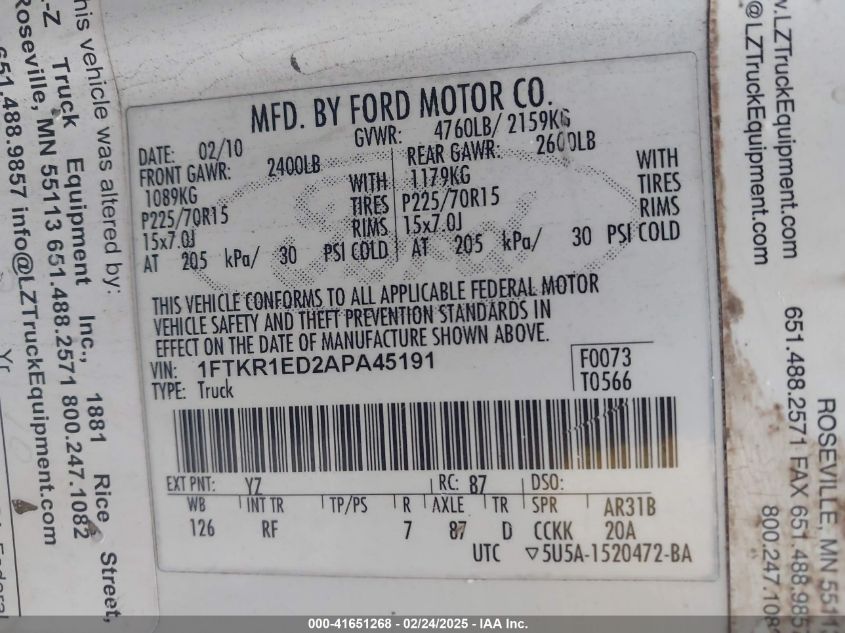 his vehicle was altered by:
-Z Truck Equipment Inc., 1881 Rice Street,
Roseville, MN 55113 651.488.2571 800.247.1082
651.488.9857 info@LZTruckEquipment.com
Yr
Federal
MFD. BY FORD MOTOR CO.
DATE: 02/10 GVWR: 4760LB/ 2159KG
FRONT GAWR: 2400LB REAR GAWR: 2600LB
1089KG WITH 1179KG WITH
P225/70R15 TIRES P225/70R15 TIRES
15x7.0J RIMS 15x7.0J RIMS
AT 205 kPa/ 30 PSI COLD AT 205 kPa/ 30 PSI COLD
THIS VEHICLE CONFORMS TO ALL APPLICABLE FEDERAL MOTOR
VEHICLE SAFETY AND THEFT PREVENTION STANDARDS IN
EFFECT ON THE DATE OF MANUFACTURE SHOWN ABOVE.
VIN: 1FTKR1ED2APA45191 F0073
TYPE: Truck T0566
EXT PNT: YZ RC: 87 DSO:
WB INT TR TP/PS R AXLE TR SPR AR31B
126 RF 7 87 D CCKK 20A
UTC ▽5U5A-1520472-BA
w.LZTruckEquipment.com
@LZTruckEquipment.com
ROSEVILLE, MN 5511
651.488.2571 FAX 651.488.985
800.247.108
000-41651268 - 02/24/2025 - IAA Inc.